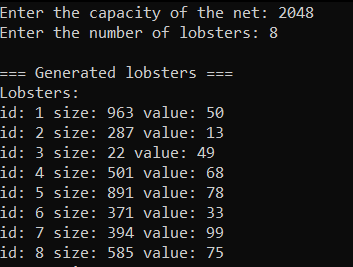 Enter the capacity of the net: 2048
Enter the number of lobsters: 8
=== Generated lobsters ===
Lobsters:
id: 1 size: 963 value: 50
id: 2 size: 287 value: 13
id: 3 size: 22 value: 49
id: 4 size: 501 value: 68
id: 5 size: 891 value: 78
id: 6 size: 371 value: 33
id: 7 size: 394 value: 99
id: 8 size: 585 value: 75